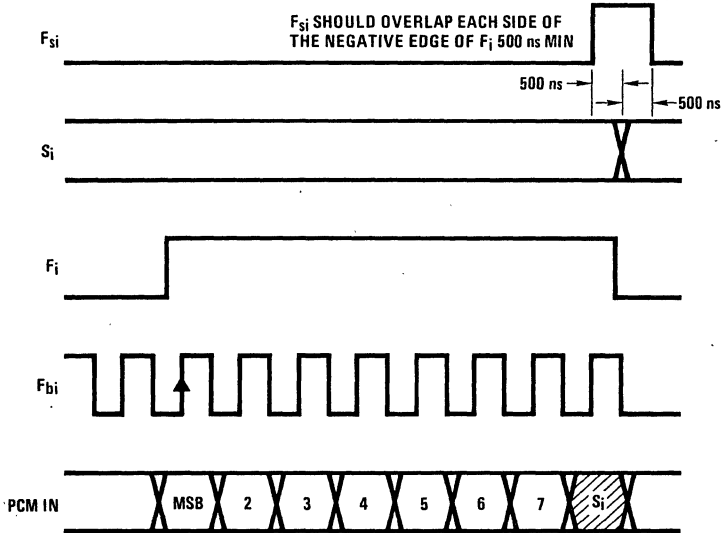 Fsi
Fsi SHOULD OVERLAP EACH SIDE OF
THE NEGATIVE EDGE OF Fi 500 ns MIN
500 ns
500 ns
Si
Fi
Fbi
PCM IN
MSB 2 3 4 5 6 7 Si